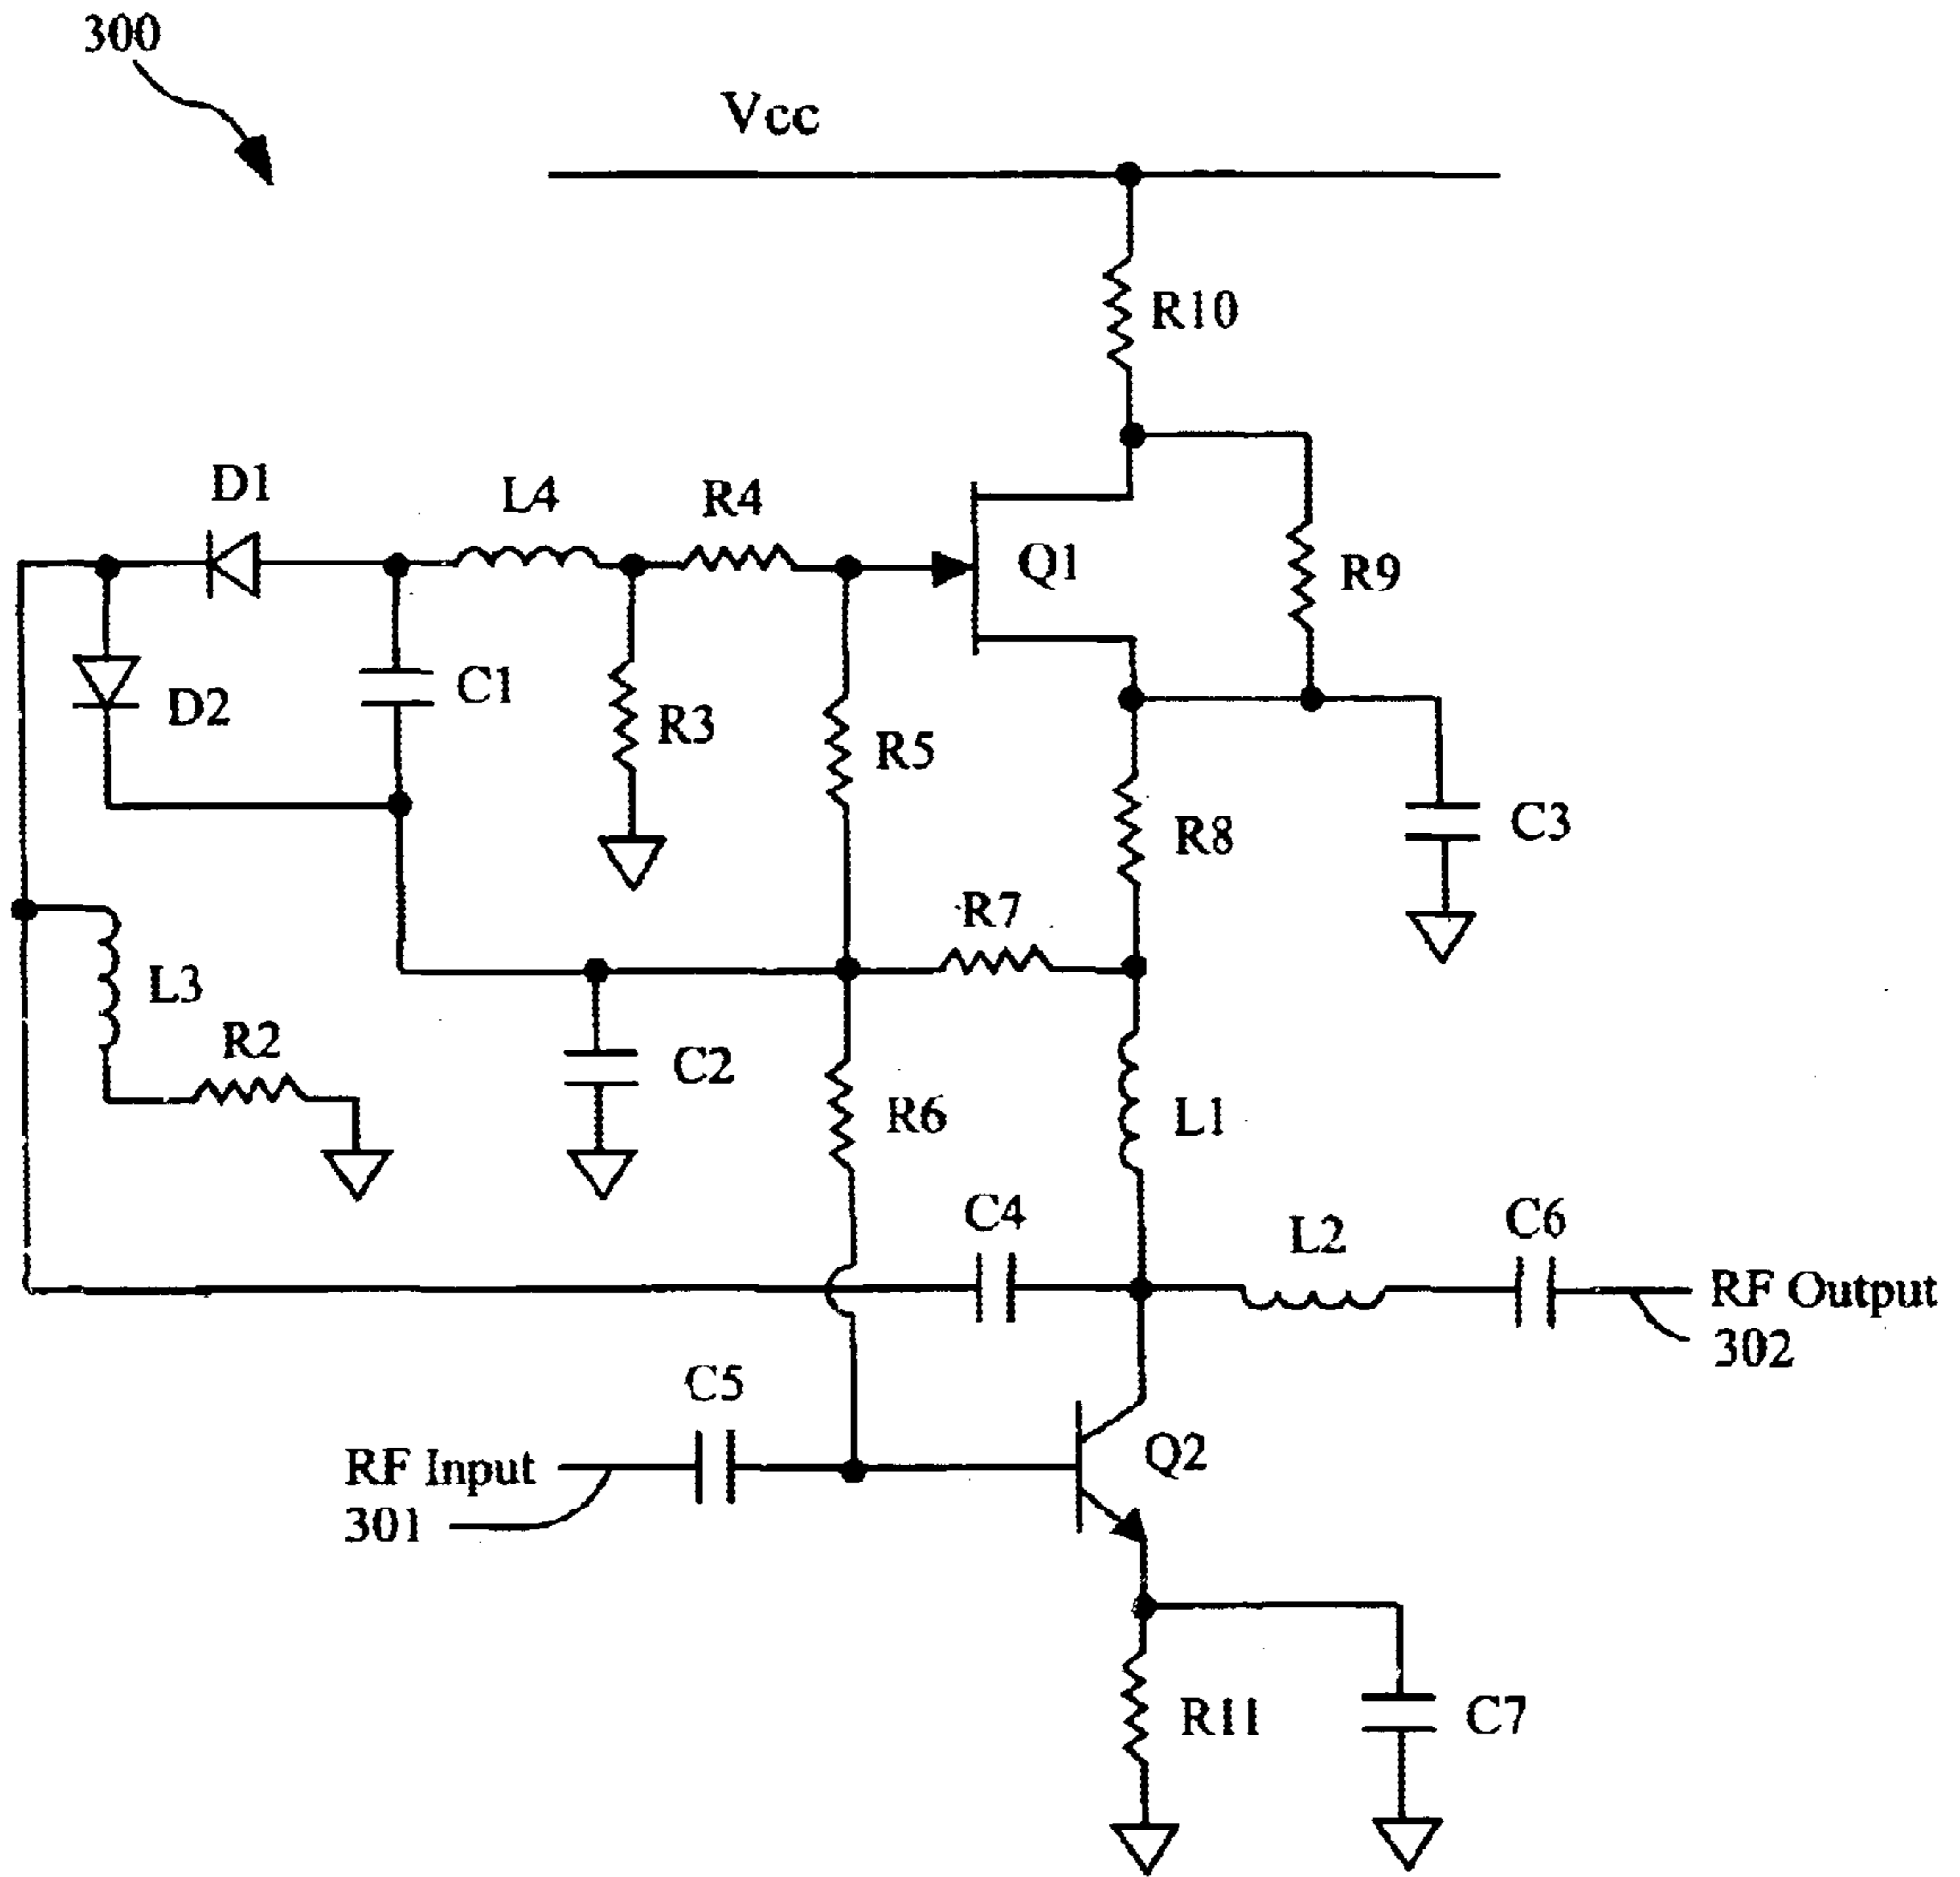 300
Vcc
R10
D1
L4
R4
Q1
R9
D2
C1
R3
R5
R8
C3
R7
L3
R2
C2
R6
L1
C4
L2
C6
RF Output
302
C5
RF Input
301
Q2
R11
C7